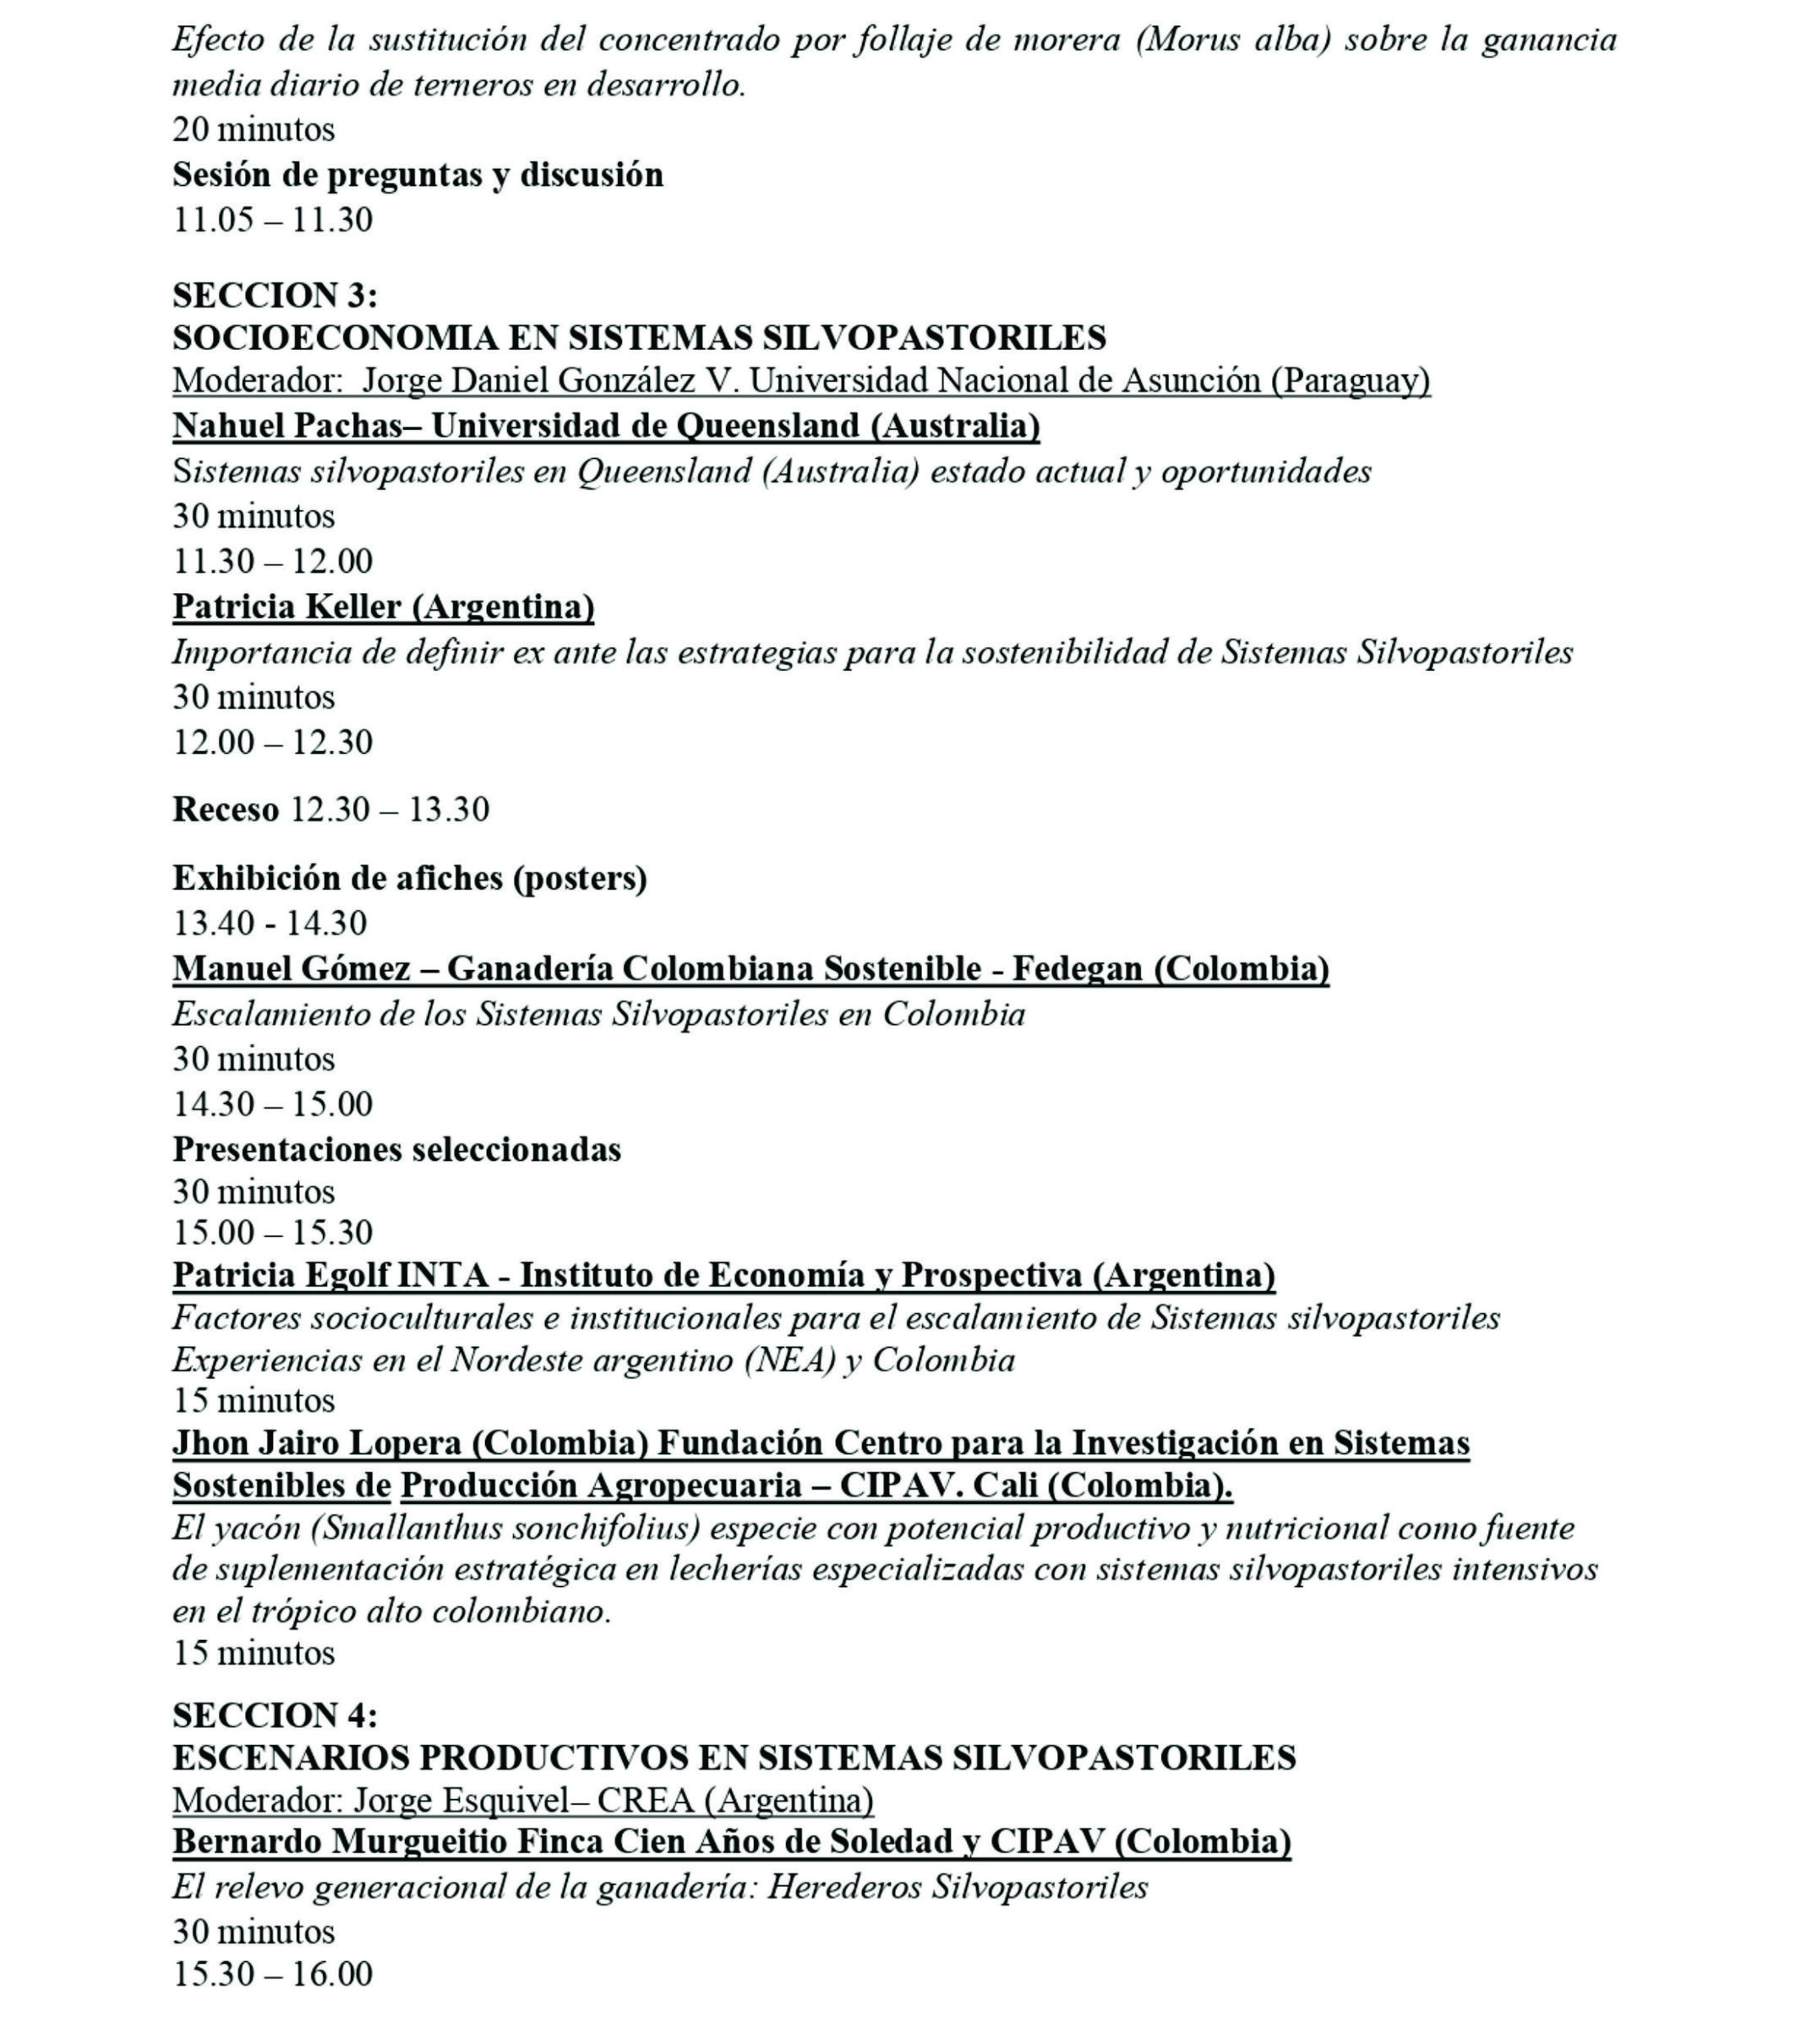 Efecto de la sustitución del concentrado por follaje de morera (Morus alba) sobre la ganancia
media diario de terneros en desarrollo.
20 minutos
Sesión de preguntas y discusión
11.05 – 11.30
SECCION 3:
SOCIOECONOMIA EN SISTEMAS SILVOPASTORILES
Moderador:  Jorge Daniel González V. Universidad Nacional de Asunción (Paraguay)
Nahuel Pachas– Universidad de Queensland (Australia)
Sistemas silvopastoriles en Queensland (Australia) estado actual y oportunidades
30 minutos
11.30 – 12.00
Patricia Keller (Argentina)
Importancia de definir ex ante las estrategias para la sostenibilidad de Sistemas Silvopastoriles
30 minutos
12.00 – 12.30
Receso 12.30 – 13.30
Exhibición de afiches (posters)
13.40 - 14.30
Manuel Gómez – Ganadería Colombiana Sostenible - Fedegan (Colombia)
Escalamiento de los Sistemas Silvopastoriles en Colombia
30 minutos
14.30 – 15.00
Presentaciones seleccionadas
30 minutos
15.00 – 15.30
Patricia Egolf INTA - Instituto de Economía y Prospectiva (Argentina)
Factores socioculturales e institucionales para el escalamiento de Sistemas silvopastoriles
Experiencias en el Nordeste argentino (NEA) y Colombia
15 minutos
Jhon Jairo Lopera (Colombia) Fundación Centro para la Investigación en Sistemas
Sostenibles de Producción Agropecuaria – CIPAV. Cali (Colombia).
El yacón (Smallanthus sonchifolius) especie con potencial productivo y nutricional como fuente
de suplementación estratégica en lecherías especializadas con sistemas silvopastoriles intensivos
en el trópico alto colombiano.
15 minutos
SECCION 4:
ESCENARIOS PRODUCTIVOS EN SISTEMAS SILVOPASTORILES
Moderador: Jorge Esquivel– CREA (Argentina)
Bernardo Murgueitio Finca Cien Años de Soledad y CIPAV (Colombia)
El relevo generacional de la ganadería: Herederos Silvopastoriles
30 minutos
15.30 – 16.00